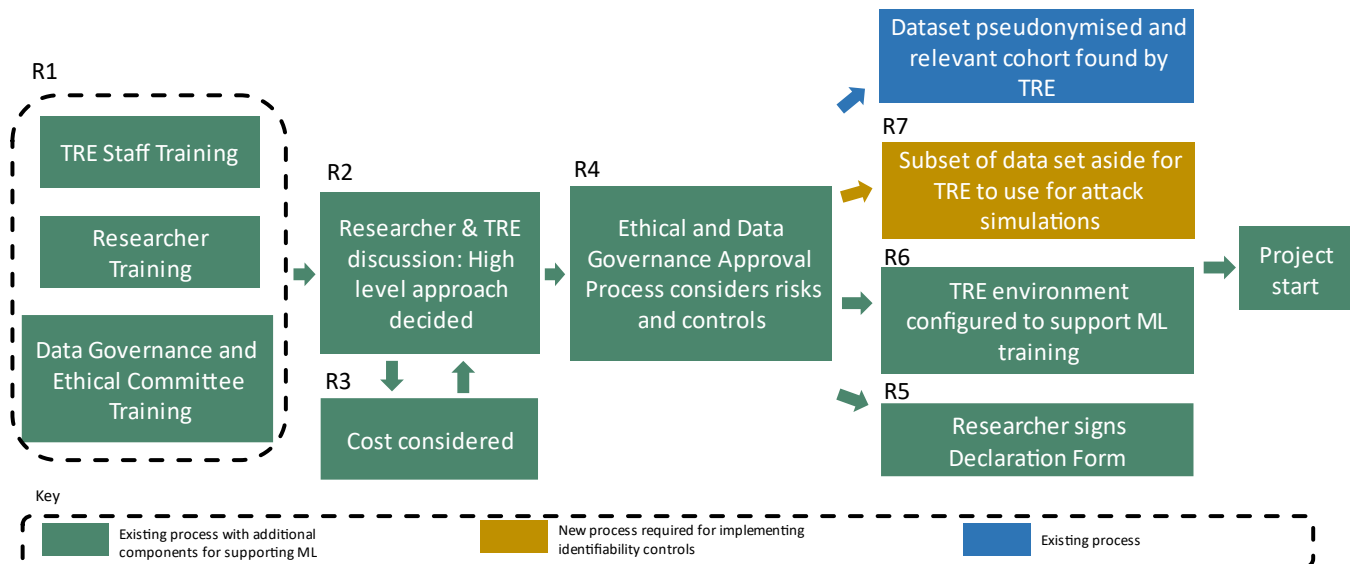 R1
TRE Staff Training
Researcher
Training
Data Governance and
Ethical Committee
Training
R2
Researcher & TRE
discussion: High
level approach
decided
R3
Cost considered
R4
Ethical and Data
Governance Approval
Process considers risks
and controls
Dataset pseudonymised and
relevant cohort found by
TRE
R7
Subset of data set aside for
TRE to use for attack
simulations
R6
TRE environment
configured to support ML
training
R5
Researcher signs
Declaration Form
Project
start
Key
Existing process with additional
components for supporting ML
New process required for implementing
identifiability controls
Existing process